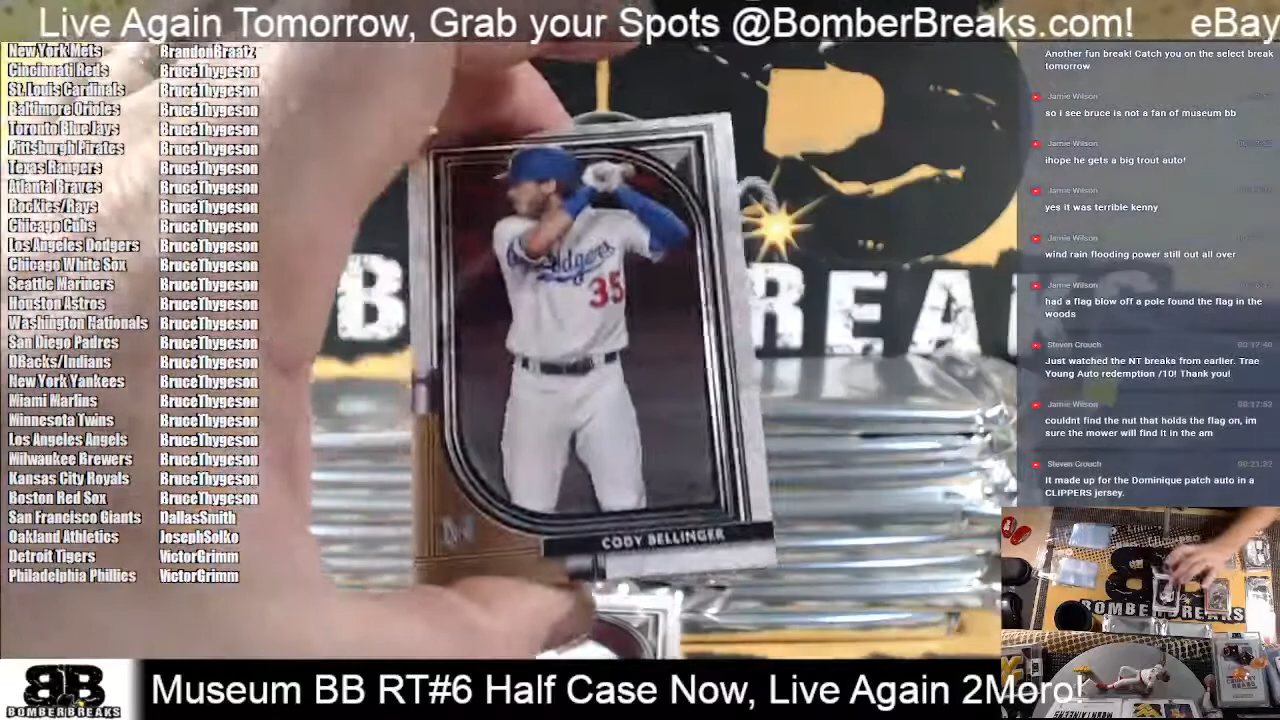 Live Again Tomorrow, Grab your Spots @BomberBreaks.com! eBay
New York Mets BrandonBraatz
Cincinnati Reds BruceThygeson
St. Louis Cardinals BruceThygeson
Baltimore Orioles BruceThygeson
Toronto Blue Jays BruceThygeson
Pittsburgh Pirates BruceThygeson
Texas Rangers BruceThygeson
Atlanta Braves BruceThygeson
Rockies/Rays BruceThygeson
Chicago Cubs BruceThygeson
Los Angeles Dodgers BruceThygeson
Chicago White Sox BruceThygeson
Seattle Mariners BruceThygeson
Houston Astros BruceThygeson
Washington Nationals BruceThygeson
San Diego Padres BruceThygeson
DBacks/Indians BruceThygeson
New York Yankees BruceThygeson
Miami Marlins BruceThygeson
Minnesota Twins BruceThygeson
Los Angeles Angels BruceThygeson
Milwaukee Brewers BruceThygeson
Kansas City Royals BruceThygeson
Boston Red Sox BruceThygeson
San Francisco Giants DallasSmith
Oakland Athletics JosephSolko
Detroit Tigers VictorGrimm
Philadelphia Phillies VictorGrimm
Dodgers
35
M
CODY BELLINGER
B BREAKS
Another fun break! Catch you on the select break
tomorrow
Jamie Wilson
so i see bruce is not a fan of museum bb
Jamie Wilson
ihope he gets a big trout auto!
Jamie Wilson
yes it was terrible kenny
Jamie Wilson
wind rain flooding power still out all over
Jamie Wilson
had a flag blow off a pole found the flag in the
woods
Steven Crouch 00:17:46
Just watched the NT breaks from earlier. Trae
Young Auto redemption /10! Thank you!
Jamie Wilson 00:17:53
couldnt find the nut that holds the flag on, im
sure the mower will find it in the am
Steven Crouch 00:21:32
It made up for the Dominique patch auto in a
CLIPPERS jersey.
BOMBERBREAKS
BB
BOMBERBREAKS
Museum BB RT#6 Half Case Now, Live Again 2Moro!